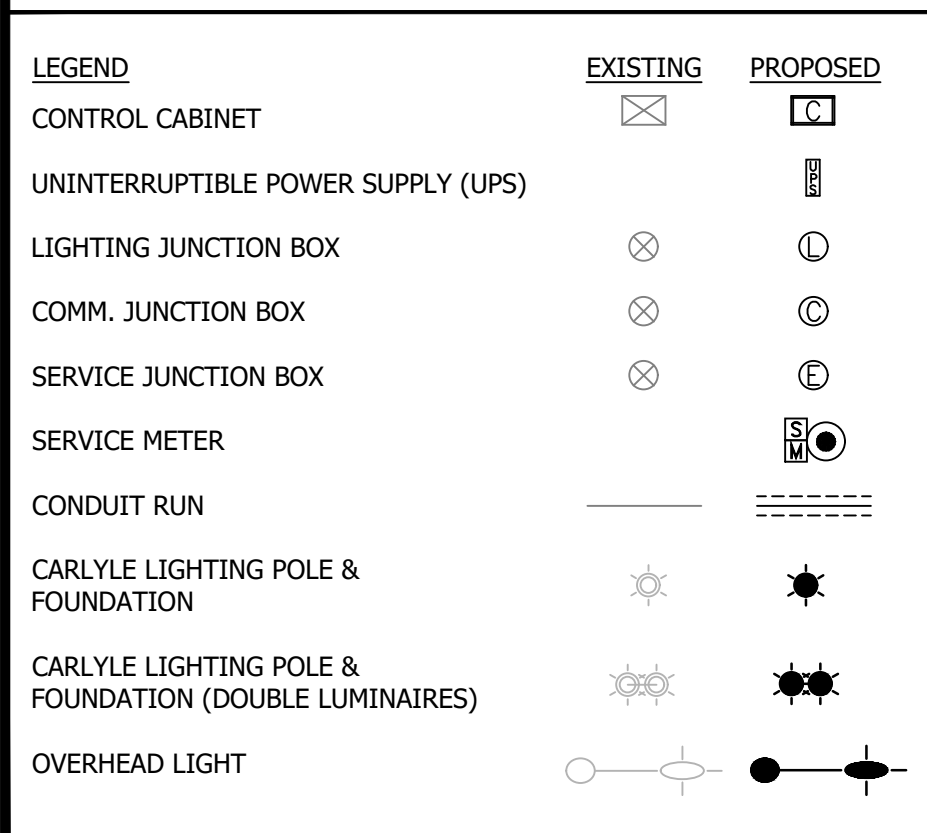 LEGEND EXISTING PROPOSED
CONTROL CABINET C
UNINTERRUPTIBLE POWER SUPPLY (UPS) UPS
LIGHTING JUNCTION BOX L
COMM. JUNCTION BOX C
SERVICE JUNCTION BOX E
SERVICE METER SM
CONDUIT RUN
CARLYLE LIGHTING POLE &
FOUNDATION
CARLYLE LIGHTING POLE &
FOUNDATION (DOUBLE LUMINAIRES)
OVERHEAD LIGHT